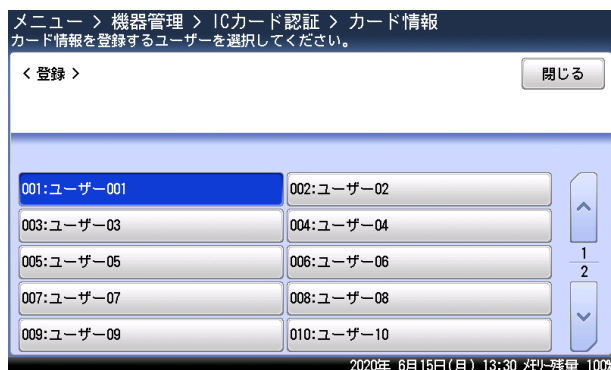 メニュー > 機器管理 > ICカード認証 > カード情報
カード情報を登録するユーザーを選択してください。
< 登録 >
閉じる
001:ユーザー001
002:ユーザー02
003:ユーザー03
004:ユーザー04
005:ユーザー05
006:ユーザー06
007:ユーザー07
008:ユーザー08
009:ユーザー09
010:ユーザー10
1
2
2020年 6月15日(月) 13:30 メモリー残量 100%